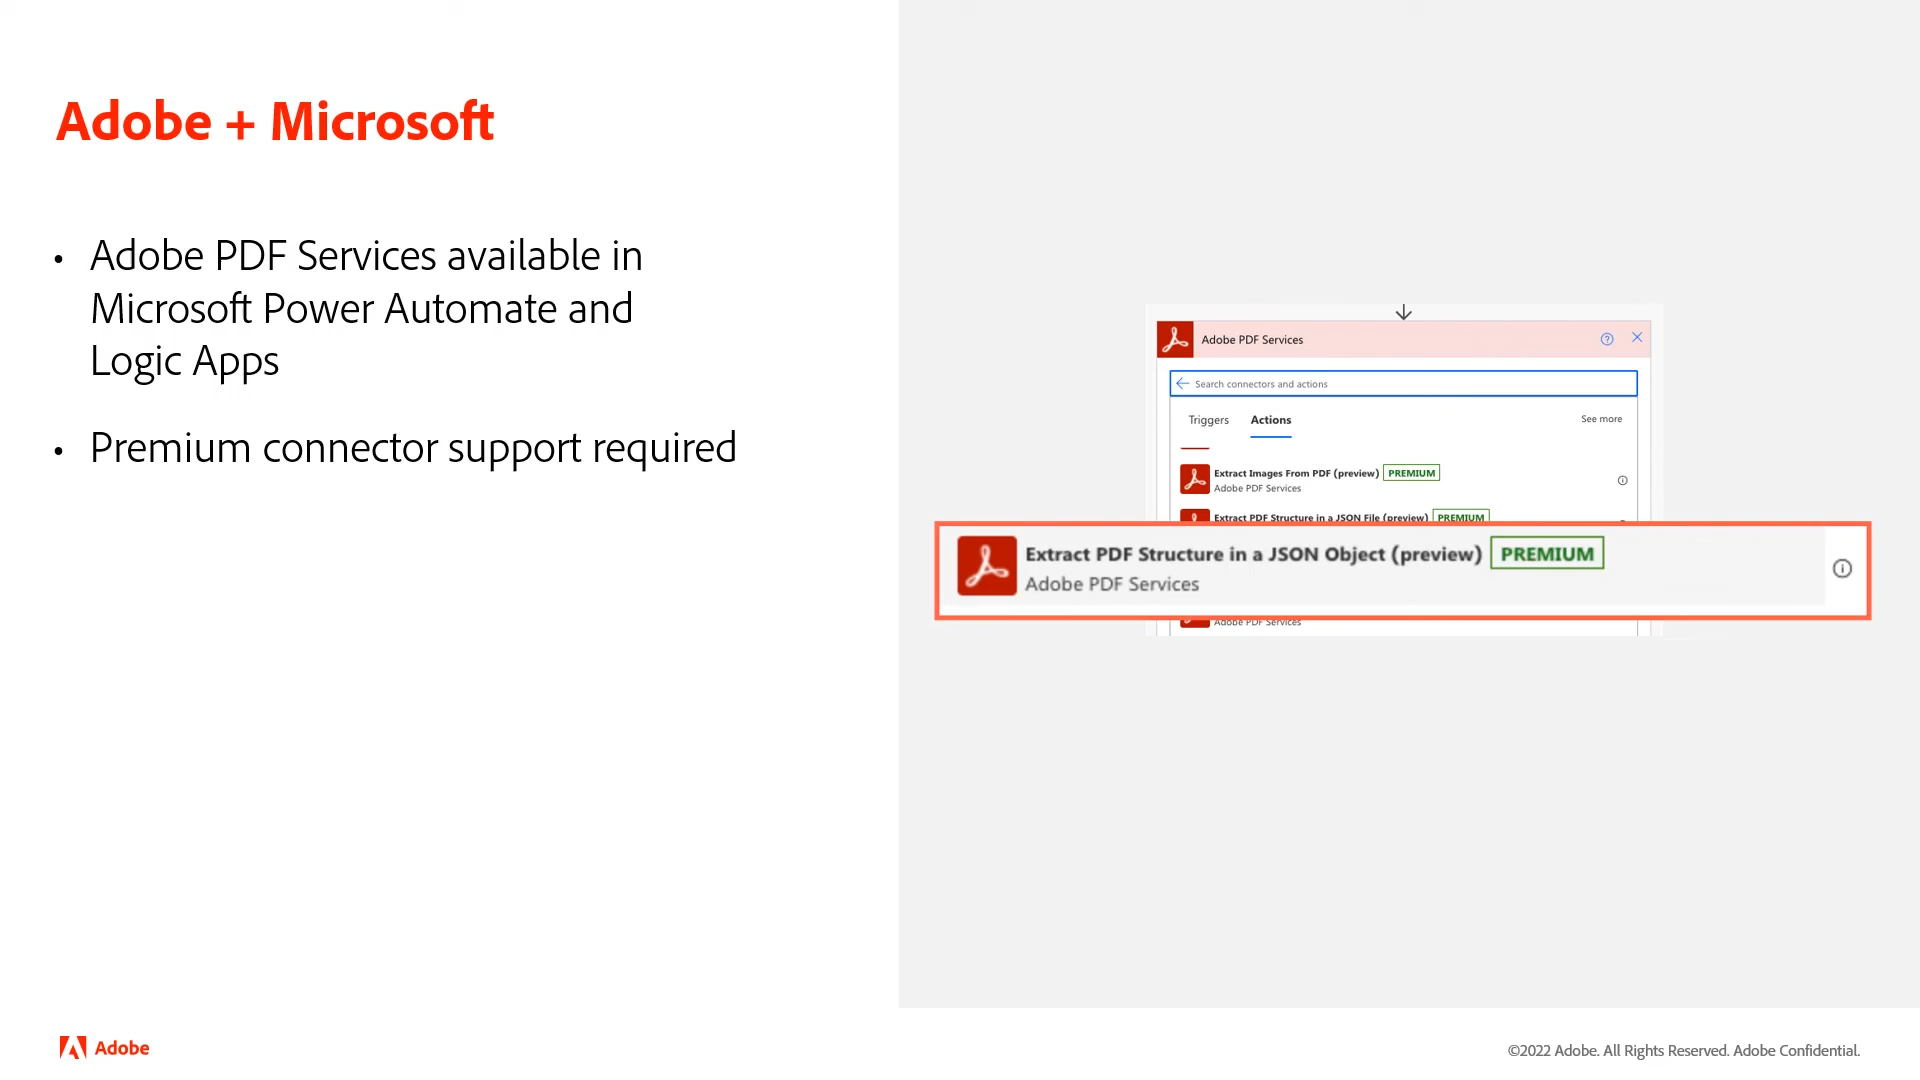 Adobe + Microsoft
• Adobe PDF Services available in
Microsoft Power Automate and
Logic Apps
• Premium connector support required
Adobe PDF Services
Search connectors and actions
Triggers Actions See more
Extract Images From PDF (preview) PREMIUM
Adobe PDF Services
Extract PDF Structure in a JSON File (preview) PREMIUM
Extract PDF Structure in a JSON Object (preview) PREMIUM
Adobe PDF Services
Adobe PDF Services
Adobe
©2022 Adobe. All Rights Reserved. Adobe Confidential.